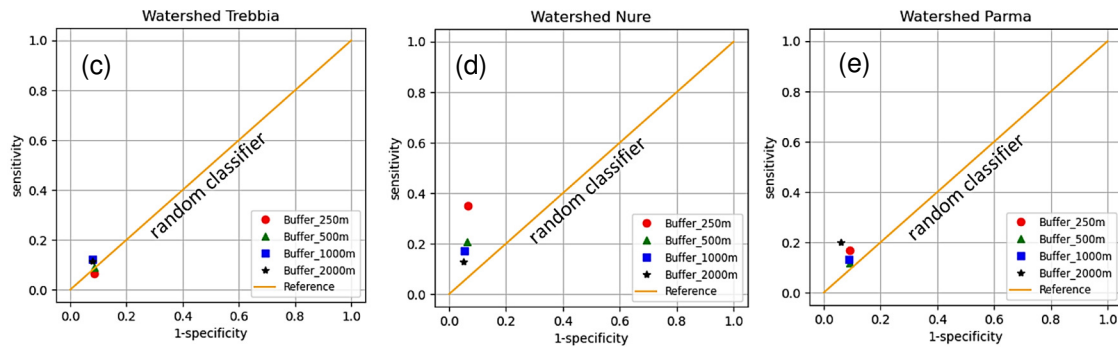 Watershed Trebbia
(c)
1.0
0.8
0.6
0.4
0.2
0.0
sensitivity
random classifier
Buffer_250m
Buffer_500m
Buffer_1000m
Buffer_2000m
Reference
0.0 0.2 0.4 0.6 0.8 1.0
1-specificity
Watershed Nure
(d)
1.0
0.8
0.6
0.4
0.2
0.0
sensitivity
random classifier
Buffer_250m
Buffer_500m
Buffer_1000m
Buffer_2000m
Reference
0.0 0.2 0.4 0.6 0.8 1.0
1-specificity
Watershed Parma
(e)
1.0
0.8
0.6
0.4
0.2
0.0
sensitivity
random classifier
Buffer_250m
Buffer_500m
Buffer_1000m
Buffer_2000m
Reference
0.0 0.2 0.4 0.6 0.8 1.0
1-specificity